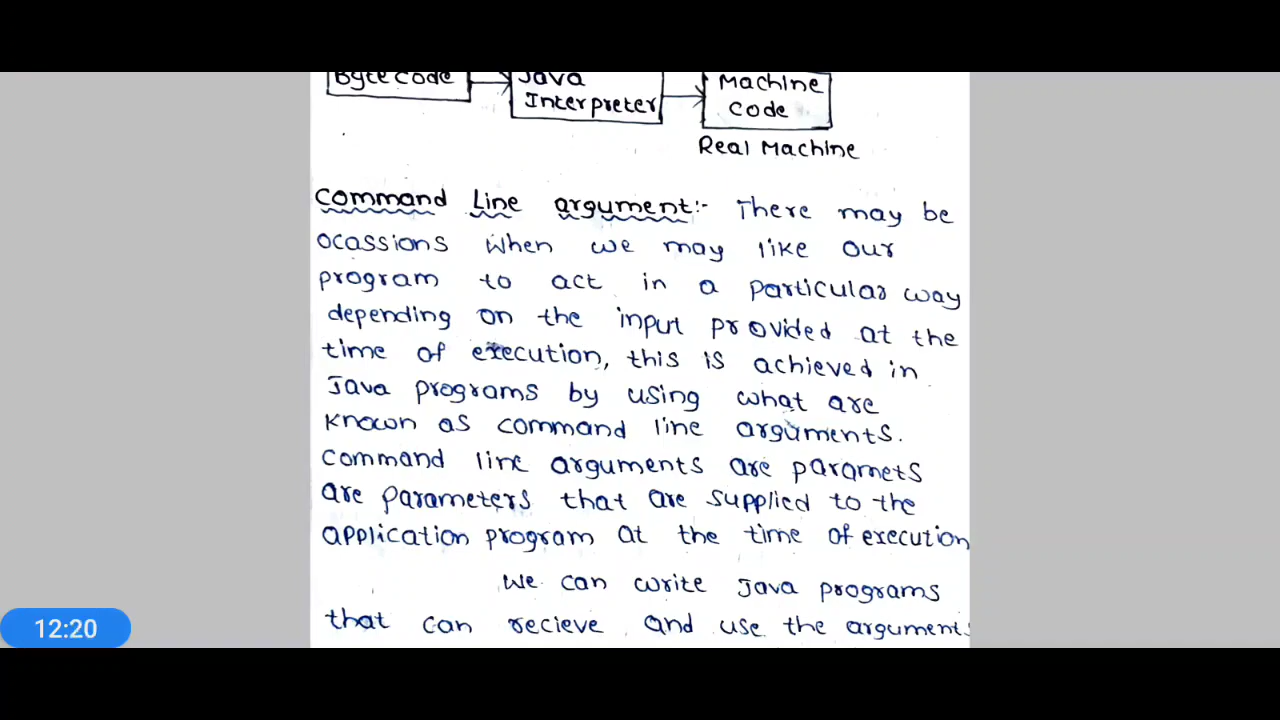 Byte code
Java
Interpreter
Machine
code
Real Machine
Command Line argument:- There may be
ocassions when we may like our
program to act in a particular way
depending on the input provided at the
time of execution, this is achieved in
Java programs by using what are
known as command line arguments.
Command line arguments are paramets
are parameters that are supplied to the
application program at the time of execution
We can write Java programs
that can recieve and use the arguments
12:20